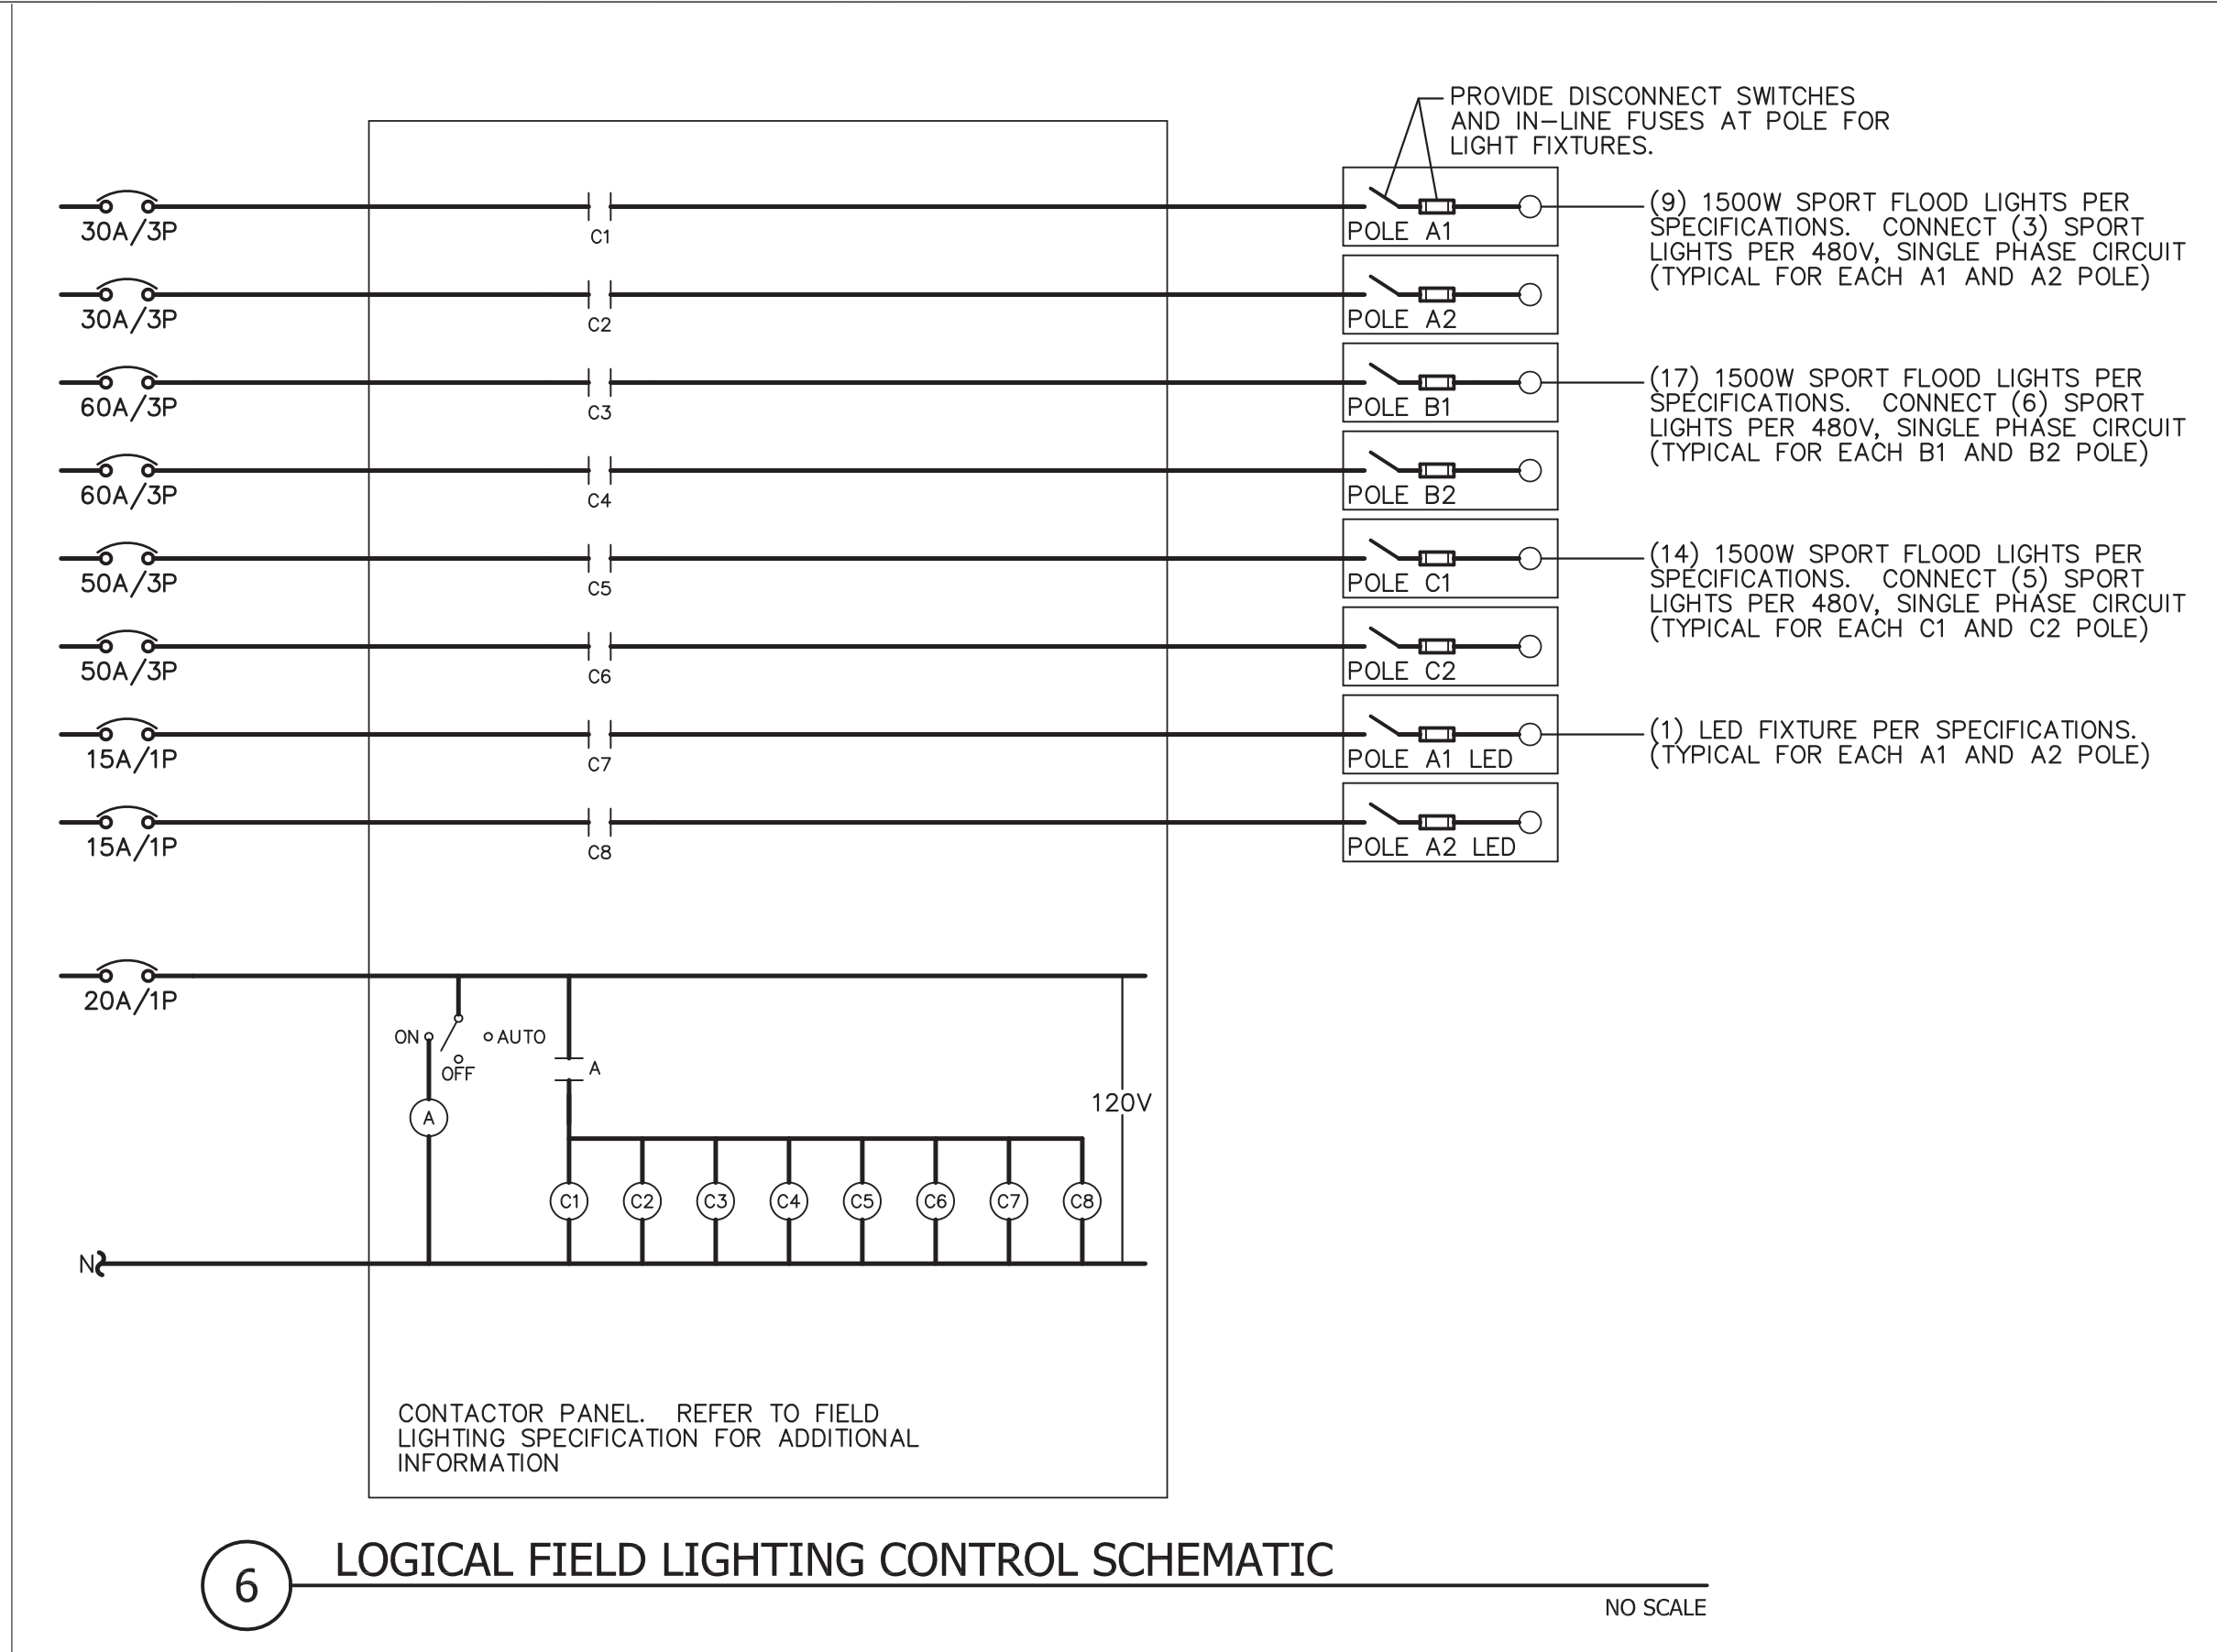 PROVIDE DISCONNECT SWITCHES
AND IN-LINE FUSES AT POLE FOR
LIGHT FIXTURES.
30A/3P
C1
POLE A1
(9) 1500W SPORT FLOOD LIGHTS PER
SPECIFICATIONS. CONNECT (3) SPORT
LIGHTS PER 480V, SINGLE PHASE CIRCUIT
(TYPICAL FOR EACH A1 AND A2 POLE)
30A/3P
C2
POLE A2
60A/3P
C3
POLE B1
(17) 1500W SPORT FLOOD LIGHTS PER
SPECIFICATIONS. CONNECT (6) SPORT
LIGHTS PER 480V, SINGLE PHASE CIRCUIT
(TYPICAL FOR EACH B1 AND B2 POLE)
60A/3P
C4
POLE B2
50A/3P
C5
POLE C1
(14) 1500W SPORT FLOOD LIGHTS PER
SPECIFICATIONS. CONNECT (5) SPORT
LIGHTS PER 480V, SINGLE PHASE CIRCUIT
(TYPICAL FOR EACH C1 AND C2 POLE)
50A/3P
C6
POLE C2
15A/1P
C7
POLE A1 LED
(1) LED FIXTURE PER SPECIFICATIONS.
(TYPICAL FOR EACH A1 AND A2 POLE)
15A/1P
C8
POLE A2 LED
20A/1P
ON
AUTO
OFF
A
A
120V
C1 C2 C3 C4 C5 C6 C7 C8
N
CONTACTOR PANEL. REFER TO FIELD
LIGHTING SPECIFICATION FOR ADDITIONAL
INFORMATION
6
LOGICAL FIELD LIGHTING CONTROL SCHEMATIC
NO SCALE